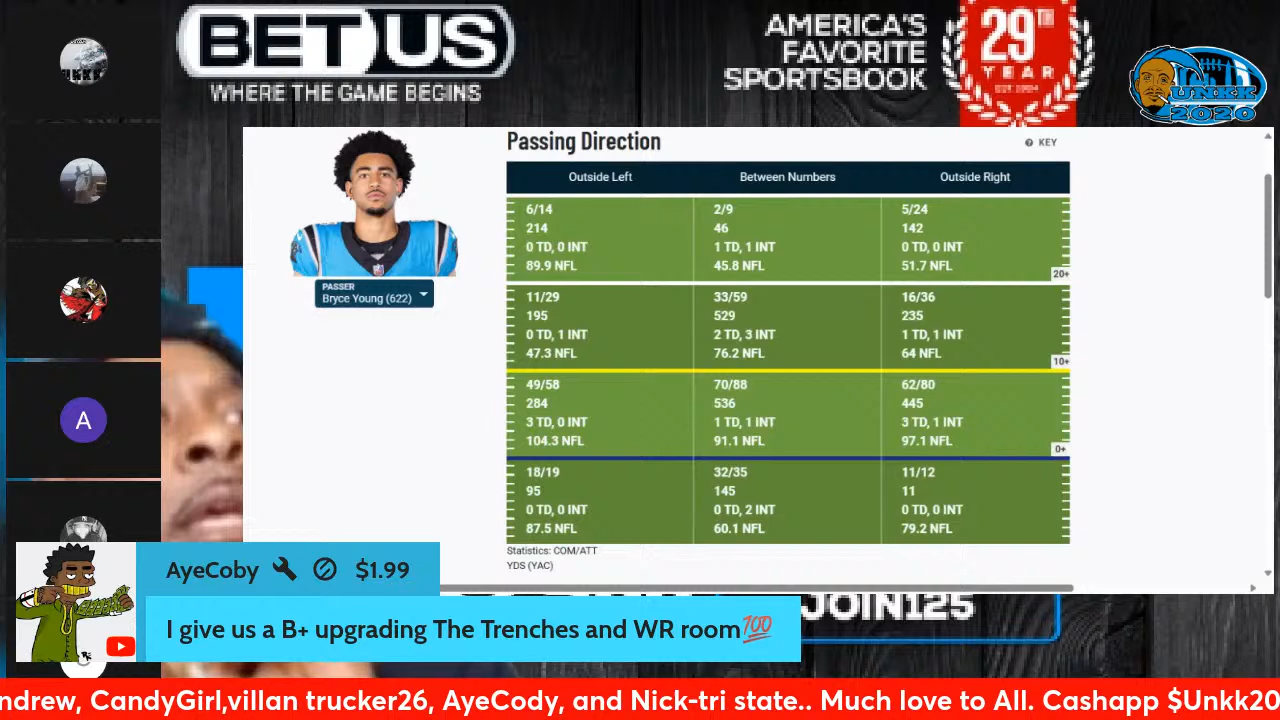 BETUS
WHERE THE GAME BEGINS
AMERICA'S
FAVORITE
SPORTSBOOK
29TH
YEAR
UNKK
2020
Passing Direction
KEY
Outside Left
Between Numbers
Outside Right
6/14
2/9
5/24
214
46
142
0 TD, 0 INT
1 TD, 1 INT
0 TD, 0 INT
89.9 NFL
45.8 NFL
51.7 NFL
20+
PASSER
Bryce Young (622)
11/29
33/59
16/36
195
529
235
0 TD, 1 INT
2 TD, 3 INT
1 TD, 1 INT
47.3 NFL
76.2 NFL
64 NFL
10+
49/58
70/88
62/80
284
536
445
3 TD, 0 INT
1 TD, 1 INT
3 TD, 1 INT
104.3 NFL
91.1 NFL
97.1 NFL
0+
18/19
32/35
11/12
95
145
11
0 TD, 0 INT
0 TD, 2 INT
0 TD, 0 INT
87.5 NFL
60.1 NFL
79.2 NFL
Statistics: COM/ATT
YDS (YAC)
A
AyeCoby $1.99
I give us a B+ upgrading The Trenches and WR room💯
JOIN125
ndrew, CandyGirl,villan trucker26, AyeCody, and Nick-tri state.. Much love to All. Cashapp $Unkk20